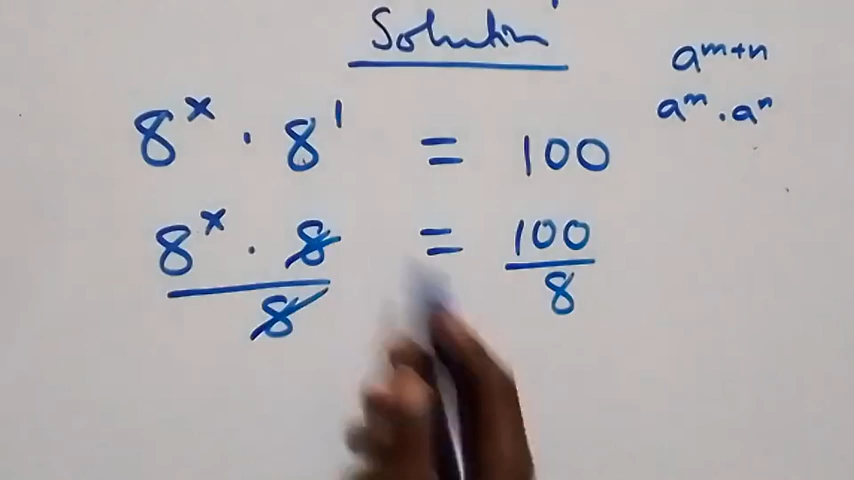 Solution
a^m+n
a^m . a^n
8^x · 8^1 = 100
8^x · 8 / 8 = 100 / 8